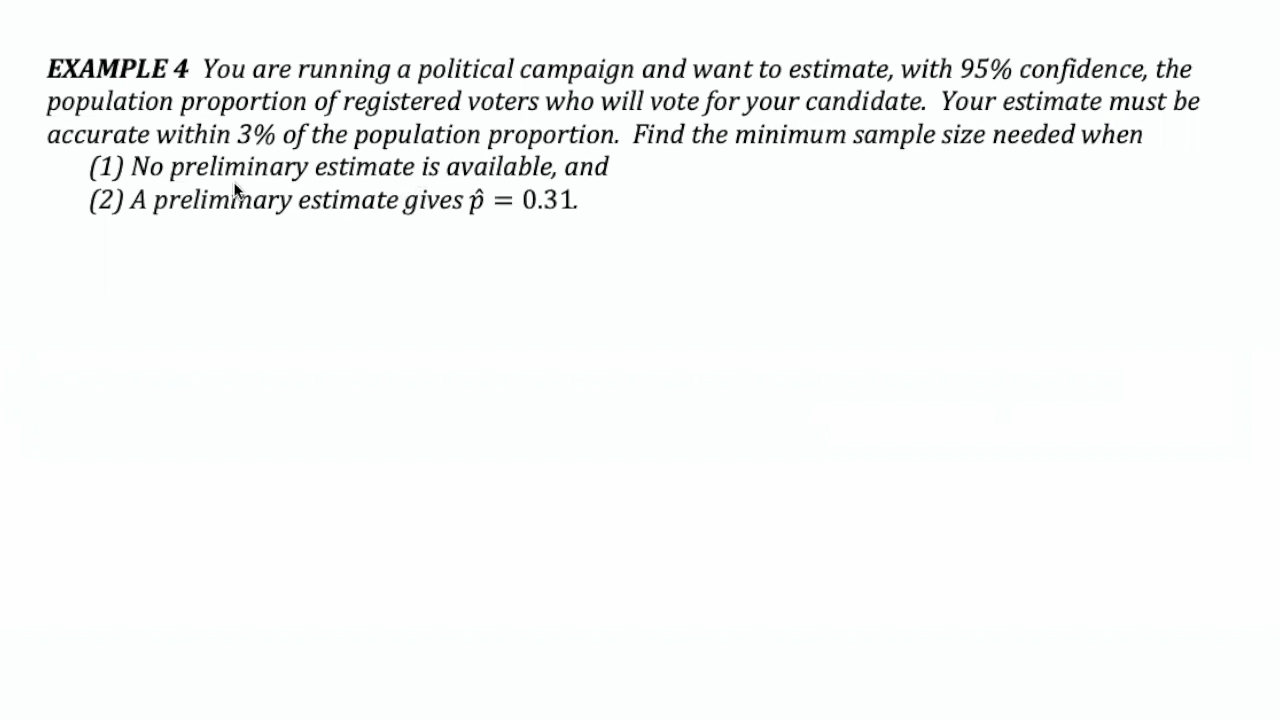 EXAMPLE 4 You are running a political campaign and want to estimate, with 95% confidence, the
population proportion of registered voters who will vote for your candidate. Your estimate must be
accurate within 3% of the population proportion. Find the minimum sample size needed when
(1) No preliminary estimate is available, and
(2) A preliminary estimate gives p̂ = 0.31.